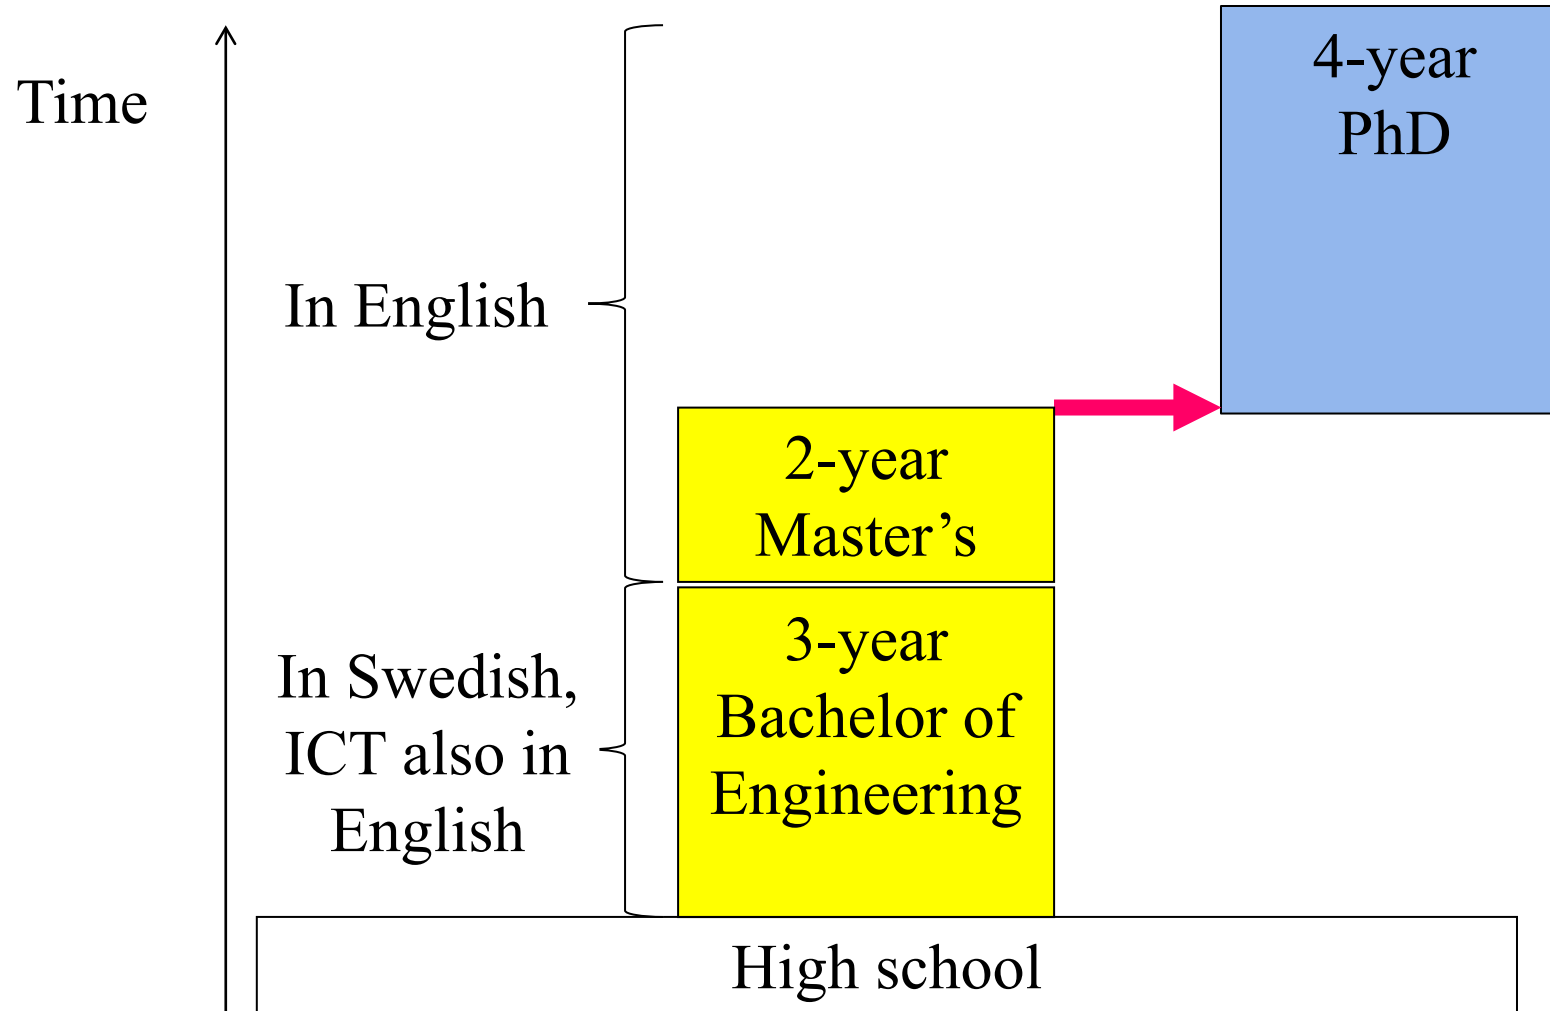 Time
4-year
PhD
In English
2-year
Master’s
In Swedish,
ICT also in
English
3-year
Bachelor of
Engineering
High school